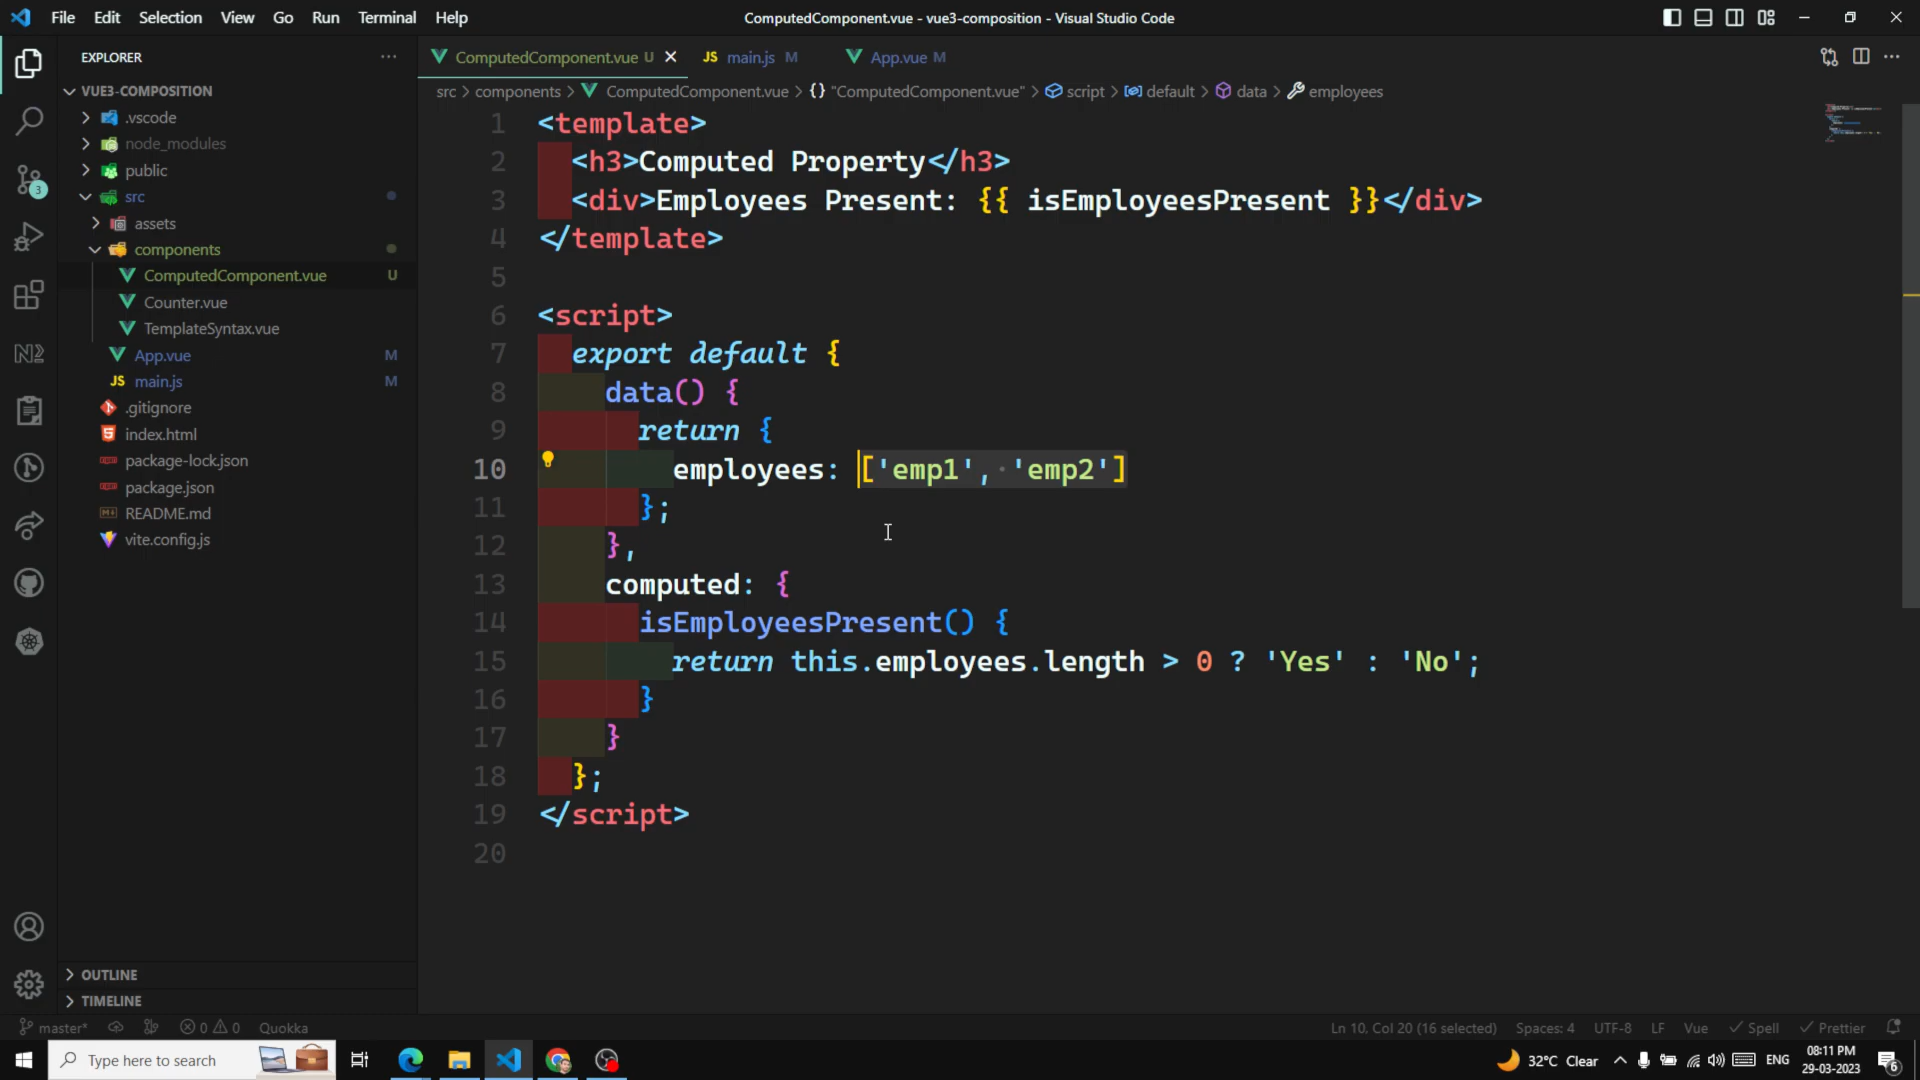 File Edit Selection View Go Run Terminal Help
ComputedComponent.vue - vue3-composition - Visual Studio Code
EXPLORER
VUE3-COMPOSITION
.vscode
node_modules
public
src
assets
components
ComputedComponent.vue U
Counter.vue
TemplateSyntax.vue
App.vue M
main.js M
.gitignore
index.html
package-lock.json
package.json
README.md
vite.config.js
OUTLINE
TIMELINE
3
ComputedComponent.vue U
JS main.js M
App.vue M
src > components > ComputedComponent.vue > {} "ComputedComponent.vue" > script > default > data > employees
1 <template>
2 <h3>Computed Property</h3>
3 <div>Employees Present: {{ isEmployeesPresent }}</div>
4 </template>
5
6 <script>
7 export default {
8 data() {
9 return {
10 employees: ['emp1', 'emp2']
11 };
12 },
13 computed: {
14 isEmployeesPresent() {
15 return this.employees.length > 0 ? 'Yes' : 'No';
16 }
17 }
18 };
19 </script>
20
master* 0 0 Quokka
Ln 10, Col 20 (16 selected) Spaces: 4 UTF-8 LF Vue Spell Prettier
Type here to search
32°C Clear
ENG
08:11 PM
29-03-2023
6